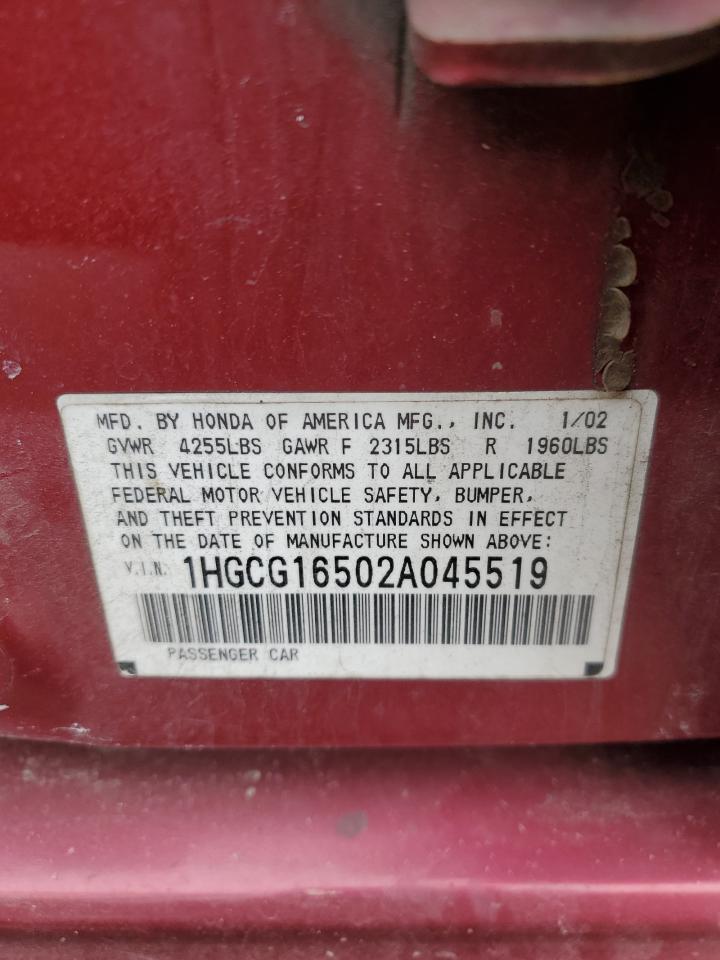 MFD. BY HONDA OF AMERICA MFG., INC. 1/02
GVWR 4255LBS GAWR F 2315LBS R 1960LBS
THIS VEHICLE CONFORMS TO ALL APPLICABLE
FEDERAL MOTOR VEHICLE SAFETY, BUMPER,
AND THEFT PREVENTION STANDARDS IN EFFECT
ON THE DATE OF MANUFACTURE SHOWN ABOVE:
V.I.N. 1HGCG16502A045519
PASSENGER CAR